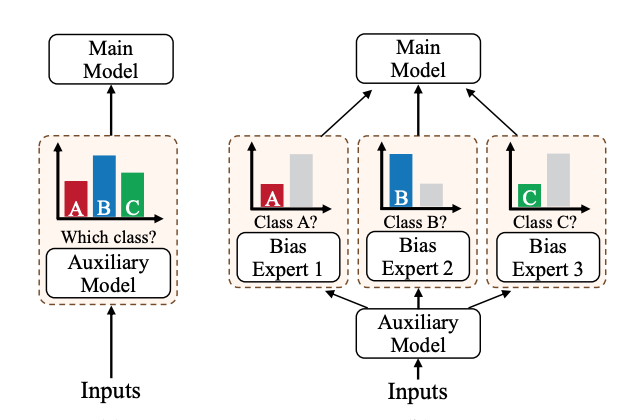 Main
Model
A B C
Which class?
Auxiliary
Model
Inputs
Main
Model
A
Class A?
Bias
Expert 1
B
Class B?
Bias
Expert 2
C
Class C?
Bias
Expert 3
Auxiliary
Model
Inputs